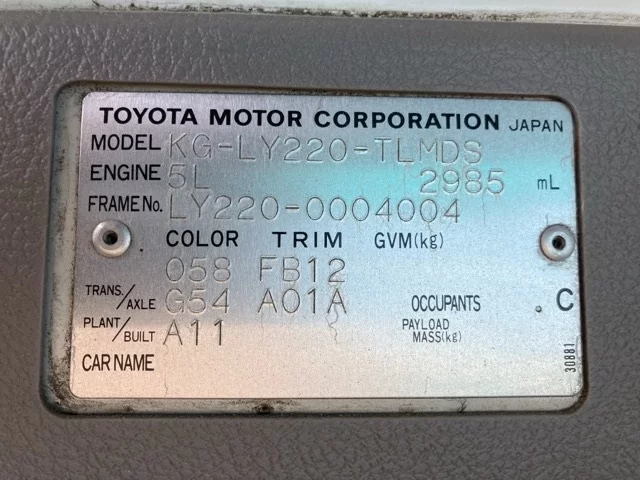 TOYOTA MOTOR CORPORATION JAPAN
MODEL KG-LY220-TLMDS
ENGINE 5L 2985 mL
FRAME No. LY220-0004004
COLOR TRIM GVM(kg)
058 FB12
TRANS./AXLE G54 A01A OCCUPANTS . C
PLANT/BUILT A11 PAYLOAD MASS(kg)
CAR NAME
30881